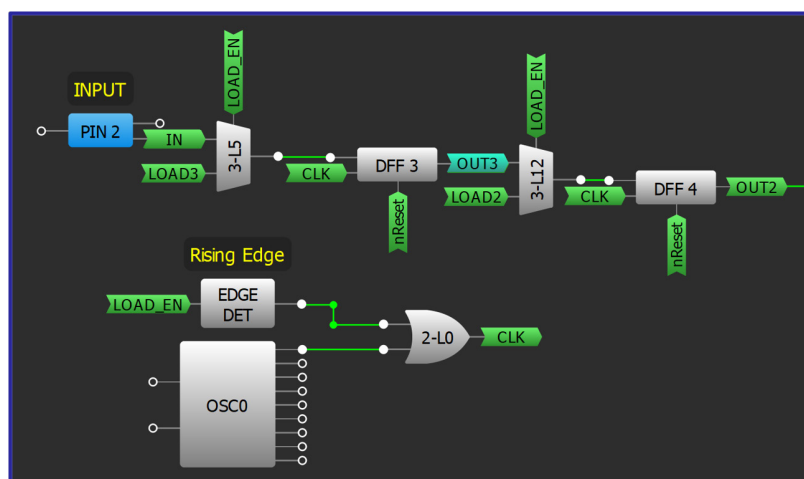 INPUT
LOAD_EN
LOAD_EN
PIN 2
IN
LOAD3
3-L5
CLK
DFF 3
OUT3
LOAD2
3-L12
CLK
DFF 4
OUT2
nReset
nReset
Rising Edge
LOAD_EN
EDGE
DET
2-L0
CLK
OSC0